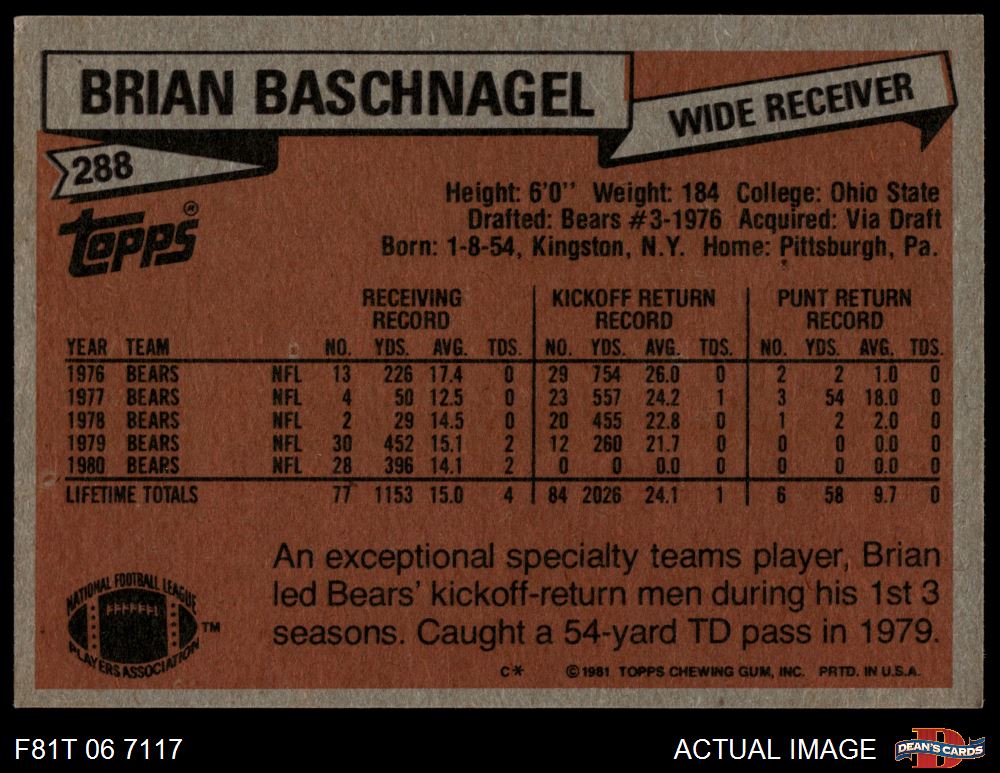 BRIAN BASCHNAGEL
WIDE RECEIVER
288
topps®
Height: 6'0'' Weight: 184 College: Ohio State
Drafted: Bears #3-1976 Acquired: Via Draft
Born: 1-8-54, Kingston, N.Y. Home: Pittsburgh, Pa.
RECEIVING RECORD KICKOFF RETURN RECORD PUNT RETURN RECORD
YEAR TEAM NO. YDS. AVG. TDS. NO. YDS. AVG. TDS. NO. YDS. AVG. TDS.
1976 BEARS NFL 13 226 17.4 0 29 754 26.0 0 2 2 1.0 0
1977 BEARS NFL 4 50 12.5 0 23 557 24.2 1 3 54 18.0 0
1978 BEARS NFL 2 29 14.5 0 20 455 22.8 0 1 2 2.0 0
1979 BEARS NFL 30 452 15.1 2 12 260 21.7 0 0 0 0.0 0
1980 BEARS NFL 28 396 14.1 2 0 0 0.0 0 0 0 0.0 0
LIFETIME TOTALS 77 1153 15.0 4 84 2026 24.1 1 6 58 9.7 0
An exceptional specialty teams player, Brian
led Bears' kickoff-return men during his 1st 3
seasons. Caught a 54-yard TD pass in 1979.
NATIONAL FOOTBALL LEAGUE
PLAYERS ASSOCIATION
TM
C* ©1981 TOPPS CHEWING GUM, INC. PRTD. IN U.S.A.
F81T 06 7117
ACTUAL IMAGE
D
DEAN'S CARDS